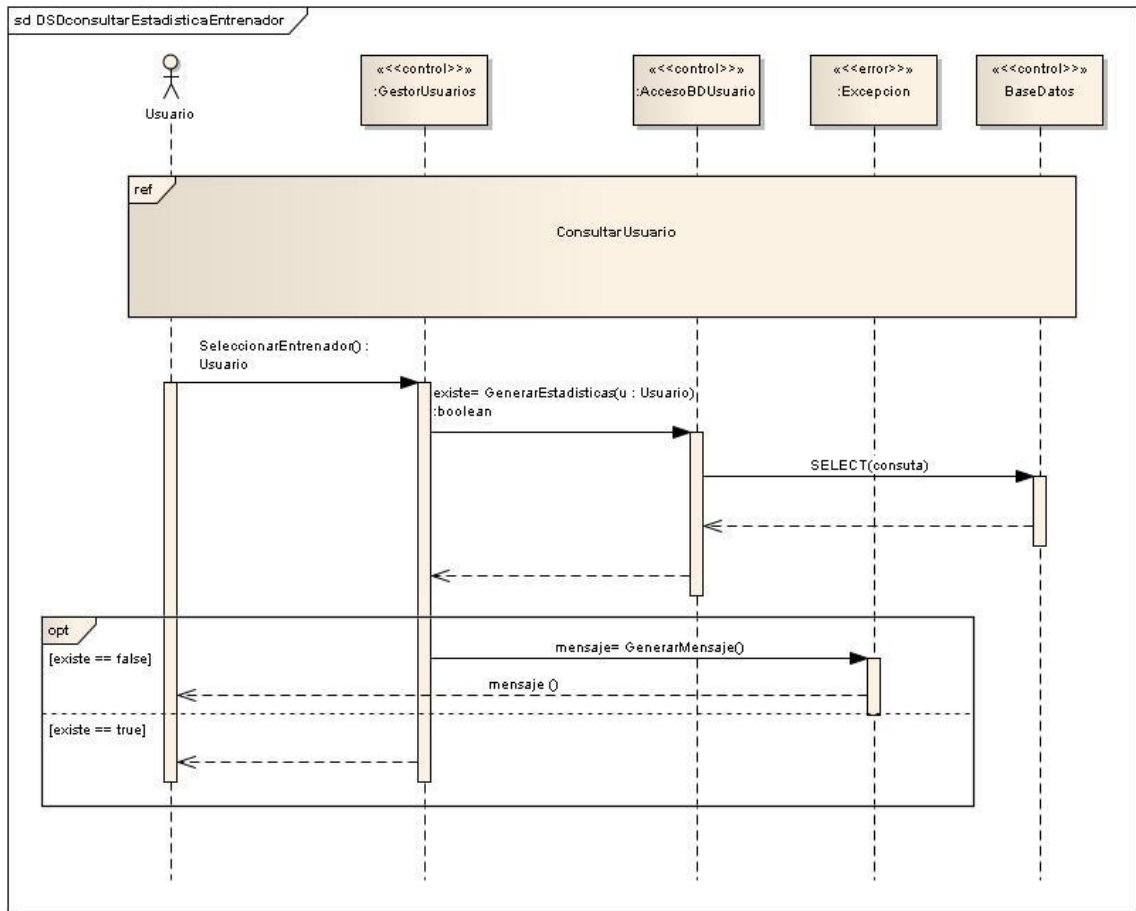 sd DSDconsultarEstadisticaEntrenador
Usuario
«<<control>>»
:GestorUsuarios
«<<control>>»
:AccesoBDUsuario
«<<error>>»
:Excepcion
«<<control>>»
BaseDatos
ref
ConsultarUsuario
SeleccionarEntrenador() :
Usuario
existe= GenerarEstadisticas(u : Usuario)
:boolean
SELECT(consuta)
opt
[existe == false]
mensaje= GenerarMensaje()
mensaje ()
[existe == true]